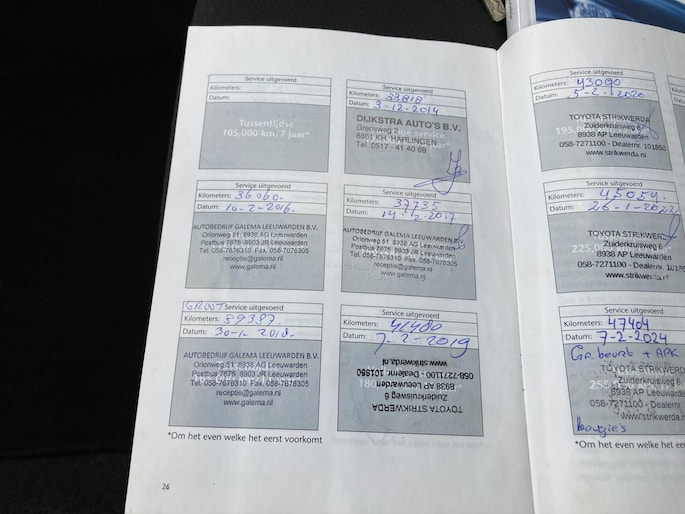 Service uitgevoerd
Kilometers:
Datum:
Tussentijdse
105,000 km/7 jaar*
Service uitgevoerd
Kilometers: 33818
Datum: 3-12-2014
DIJKSTRA AUTO'S B.V.
Grensweg 2
8861 KH HARLINGEN
Tel. 0517 - 41 40 69
Service uitgevoerd
Kilometers: 36060.
Datum: 10-2-2016.
AUTOBEDRIJF GALEMA LEEUWARDEN B.V.
Orionweg 51, 8938 AG Leeuwarden
Postbus 7675, 8903 JR Leeuwarden
Tel. 058-7676310 Fax. 058-7676305
receptie@galema.nl
www.galema.nl
Service uitgevoerd
Kilometers: 37735
Datum: 14-2-2017
AUTOBEDRIJF GALEMA LEEUWARDEN B.V.
Orionweg 51, 8938 AG Leeuwarden
Postbus 7675, 8903 JR Leeuwarden
Tel. 058-7676310 Fax. 058-7676305
receptie@galema.nl
www.galema.nl
GROOT Service uitgevoerd
Kilometers: 39387
Datum: 30-1-2018.
AUTOBEDRIJF GALEMA LEEUWARDEN B.V.
Orionweg 51, 8938 AG Leeuwarden
Postbus 7675, 8903 JR Leeuwarden
Tel. 058-7676310 Fax. 058-7676305
receptie@galema.nl
www.galema.nl
Service uitgevoerd
Kilometers: 41400
Datum: 7-2-2019
TOYOTA STRIKWERDA
Zuiderkruisweg 6
8938 AP Leeuwarden
058-7271100 - Dealernr. 101850
www.strikwerda.nl
*Om het even welke het eerst voorkomt
26
Service uitgevoerd
Kilometers: 43090
Datum: 5-2-2020
TOYOTA STRIKWERDA
Zuiderkruisweg 6
8938 AP Leeuwarden
058-7271100 - Dealernr. 101850
www.strikwerda.nl
Service uitgevoerd
Kilometers: 45054
Datum: 26-1-2022
TOYOTA STRIKWER
Zuiderkruisweg 6
8938 AP Leeuwarden
058-7271100 - Dealernr. 101
www.strikwerda.nl
Service uitgevoerd
Kilometers: 47404
Datum: 7-2-2024
Gr beurt + APK
TOYOTA STRIKW
Zuiderkruisweg 6
8938 AP Leeuwarden
058-7271100 - Dealernr.
www.strikwerda.nl
bougie's
*Om het even welke het eer